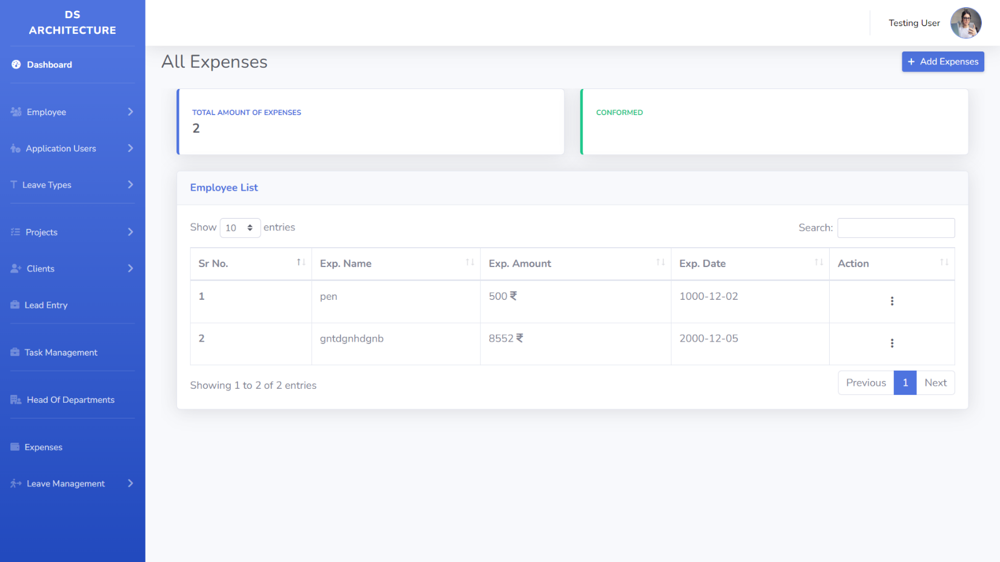 DS
ARCHITECTURE
Testing User
Dashboard
All Expenses
+ Add Expenses
Employee
TOTAL AMOUNT OF EXPENSES
2
CONFORMED
Application Users
Leave Types
Employee List
Show 10 entries
Search:
Projects
Sr No. Exp. Name Exp. Amount Exp. Date Action
Clients
1 pen 500 ₹ 1000-12-02
Lead Entry
2 gntdgnhdgnb 8552 ₹ 2000-12-05
Task Management
Showing 1 to 2 of 2 entries
Previous 1 Next
Head Of Departments
Expenses
Leave Management